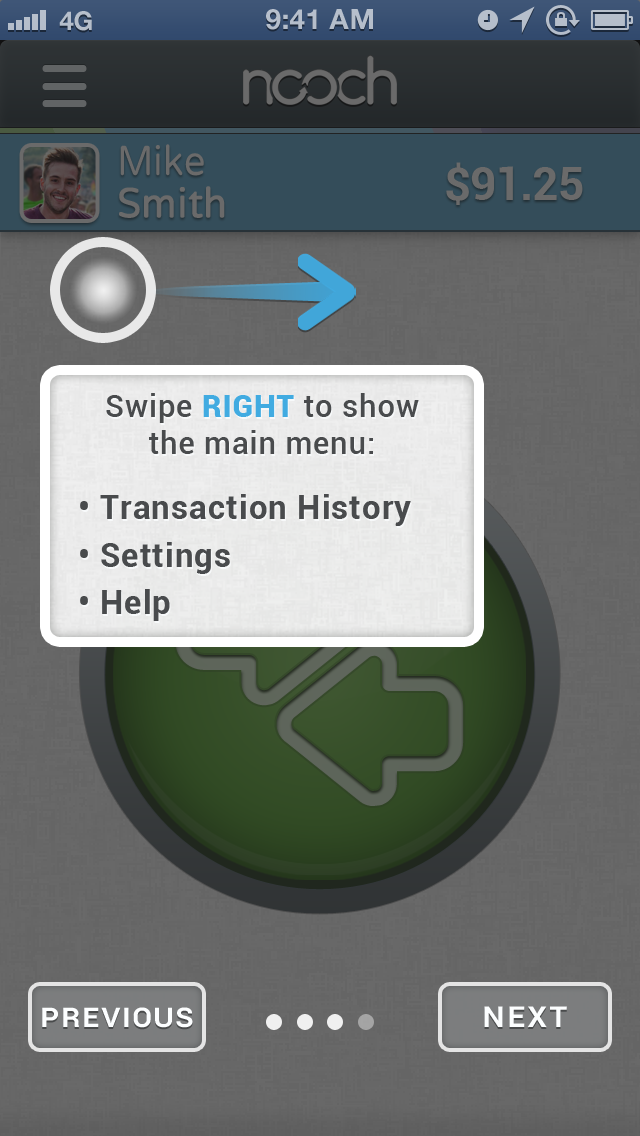 4G 9:41 AM
nooch
Mike
Smith
$91.25
Swipe RIGHT to show
the main menu:
• Transaction History
• Settings
• Help
PREVIOUS NEXT